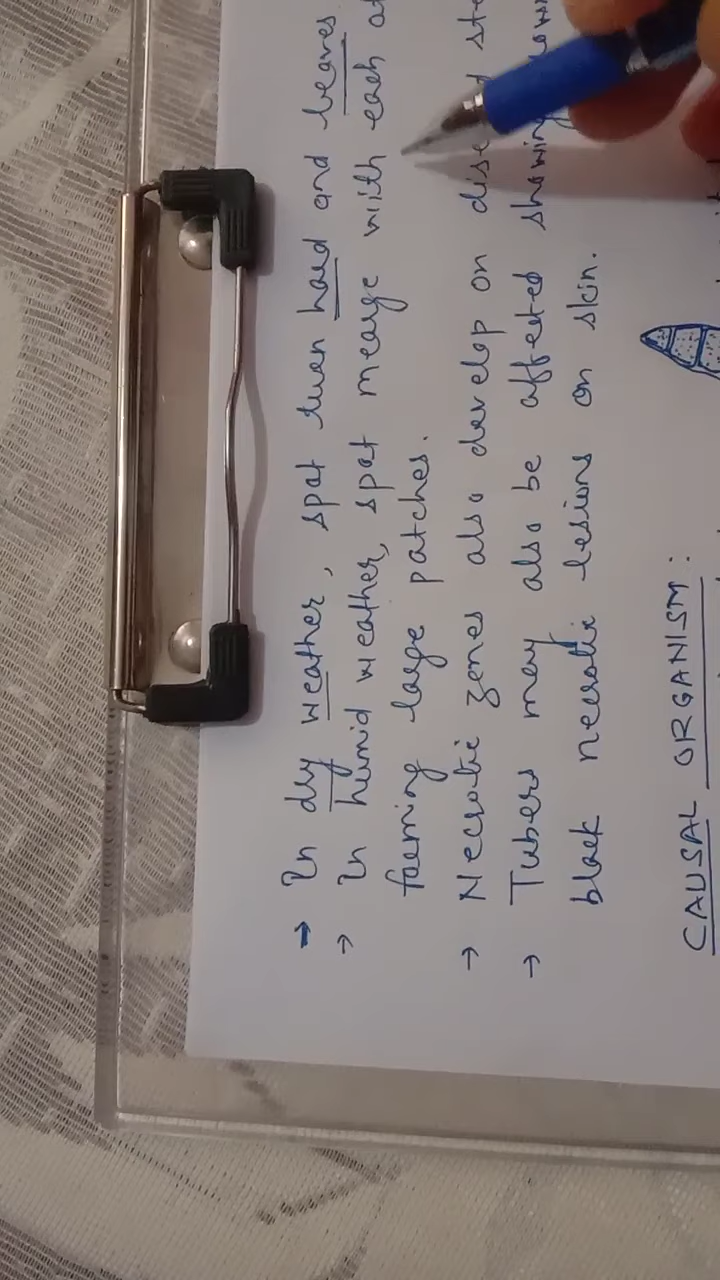 → In dry weather, spot turn hard and leaves
→ In humid weather, spot mearge with each
forming large patches.
→ Necrotic zones also develop on
→ Tubers may also be affected showing
black necrotic lesions on skin.
CAUSAL ORGANISM: